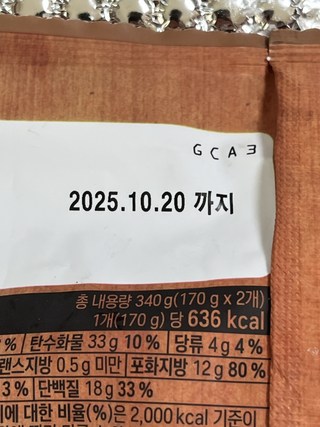 GCA3
2025.10.20 까지
총 내용량 340 g(170 g x 2개)
1개(170 g) 당 636 kcal
% 탄수화물 33 g 10 % 당류 4 g 4 %
랜스지방 0.5 g 미만 포화지방 12 g 80 %
3 % 단백질 18 g 33 %
에 대한 비율(%)은 2,000 kcal 기준이